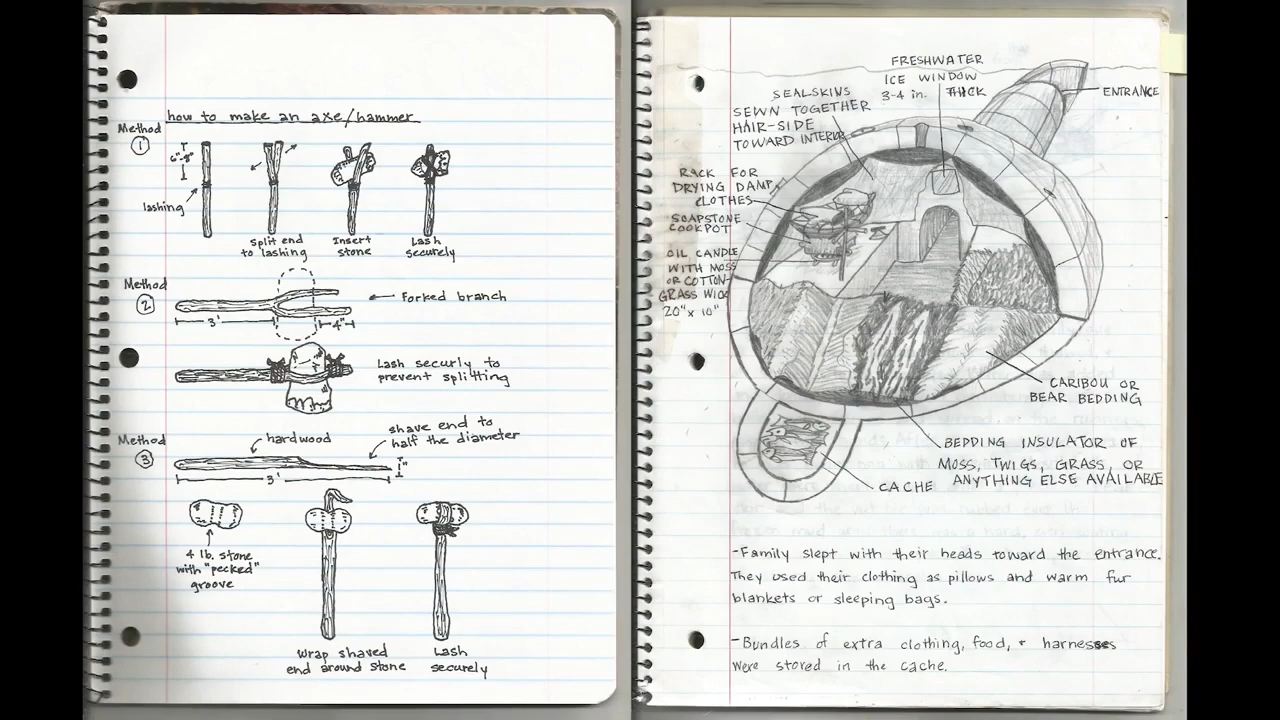 how to make an axe/hammer
Method
1
6"-8"
lashing
Split end
to lashing
Insert
stone
Lash
securely
Method
2
Forked branch
3'
4"
Lash securly to
prevent splitting
Method
3
hardwood
shave end to
half the diameter
1"
3'
4 lb. stone
with "pecked"
groove
Wrap shaved
end around stone
Lash
securely
FRESHWATER
ICE WINDOW
3-4 in. THICK
ENTRANCE
SEALSKINS
SEWN TOGETHER
HAIR-SIDE
TOWARD INTERIOR
RACK FOR
DRYING DAMP
CLOTHES
SOAPSTONE
COOKPOT
OIL CANDLE
WITH MOSS
OR COTTON-
GRASS WICK
20" x 10"
CARIBOU OR
BEAR BEDDING
BEDDING INSULATOR OF
MOSS, TWIGS, GRASS, OR
ANYTHING ELSE AVAILABLE
CACHE
-Family slept with their heads toward the entrance.
They used their clothing as pillows and warm fur
blankets or sleeping bags.
-Bundles of extra clothing, food, + harnesses
were stored in the cache.